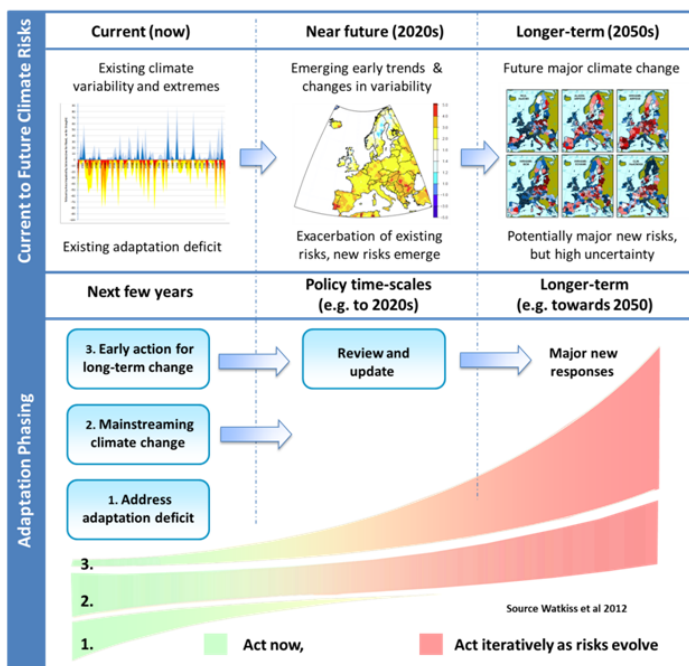 Current to Future Climate Risks
Current (now)
Near future (2020s)
Longer-term (2050s)
Existing climate
variability and extremes
Emerging early trends &
changes in variability
Future major climate change
Existing adaptation deficit
Exacerbation of existing
risks, new risks emerge
Potentially major new risks,
but high uncertainty
Adaptation Phasing
Next few years
Policy time-scales
(e.g. to 2020s)
Longer-term
(e.g. towards 2050)
3. Early action for
long-term change
Review and
update
Major new
responses
2. Mainstreaming
climate change
1. Address
adaptation deficit
3.
2.
1.
Source Watkiss et al 2012
Act now,
Act iteratively as risks evolve